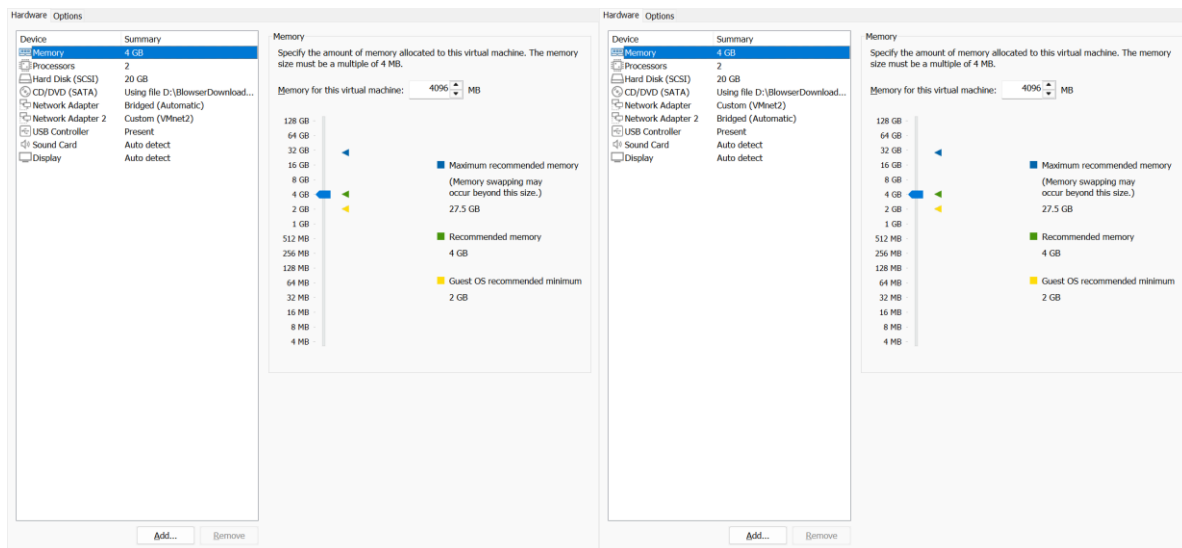 Hardware Options
Device Summary
Memory 4 GB
Processors 2
Hard Disk (SCSI) 20 GB
CD/DVD (SATA) Using file D:\BlowserDownload...
Network Adapter Bridged (Automatic)
Network Adapter 2 Custom (VMnet2)
USB Controller Present
Sound Card Auto detect
Display Auto detect
Add... Remove
Memory
Specify the amount of memory allocated to this virtual machine. The memory
size must be a multiple of 4 MB.
Memory for this virtual machine: 4096 MB
128 GB
64 GB
32 GB
16 GB
8 GB
4 GB
2 GB
1 GB
512 MB
256 MB
128 MB
64 MB
32 MB
16 MB
8 MB
4 MB
Maximum recommended memory
(Memory swapping may
occur beyond this size.)
27.5 GB
Recommended memory
4 GB
Guest OS recommended minimum
2 GB
Hardware Options
Device Summary
Memory 4 GB
Processors 2
Hard Disk (SCSI) 20 GB
CD/DVD (SATA) Using file D:\BlowserDownload...
Network Adapter Custom (VMnet2)
Network Adapter 2 Bridged (Automatic)
USB Controller Present
Sound Card Auto detect
Display Auto detect
Add... Remove
Memory
Specify the amount of memory allocated to this virtual machine. The memory
size must be a multiple of 4 MB.
Memory for this virtual machine: 4096 MB
128 GB
64 GB
32 GB
16 GB
8 GB
4 GB
2 GB
1 GB
512 MB
256 MB
128 MB
64 MB
32 MB
16 MB
8 MB
4 MB
Maximum recommended memory
(Memory swapping may
occur beyond this size.)
27.5 GB
Recommended memory
4 GB
Guest OS recommended minimum
2 GB